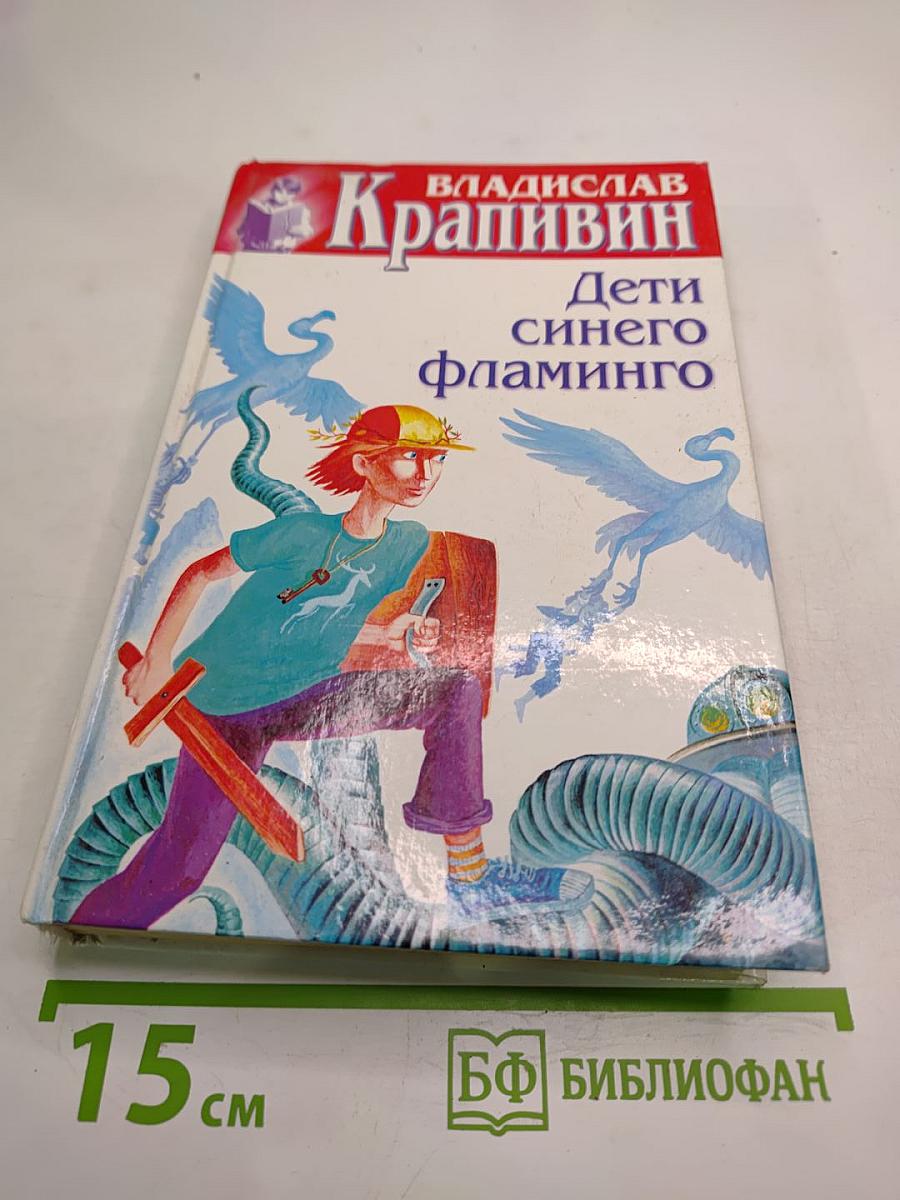 ВЛАДИСЛАВ
Крапивин
Дети
синего
фламинго
15 см
БФ БИБЛИОФАН